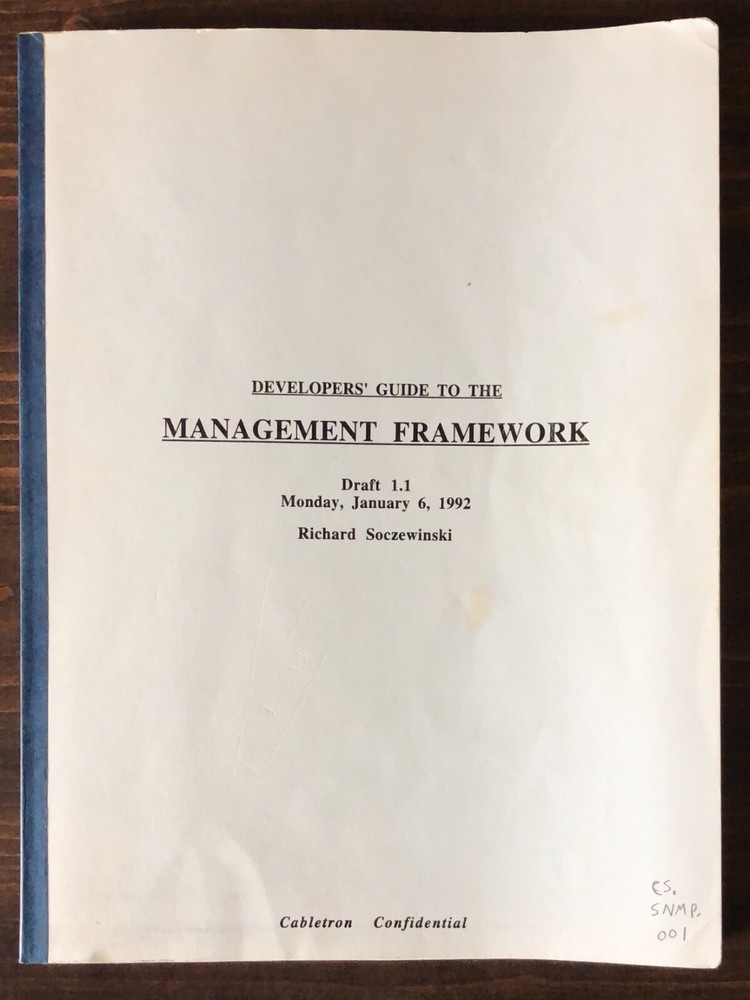 DEVELOPERS' GUIDE TO THE
MANAGEMENT FRAMEWORK
Draft 1.1
Monday, January 6, 1992
Richard Soczewinski
Cabletron Confidential
CS.
SNMP.
001